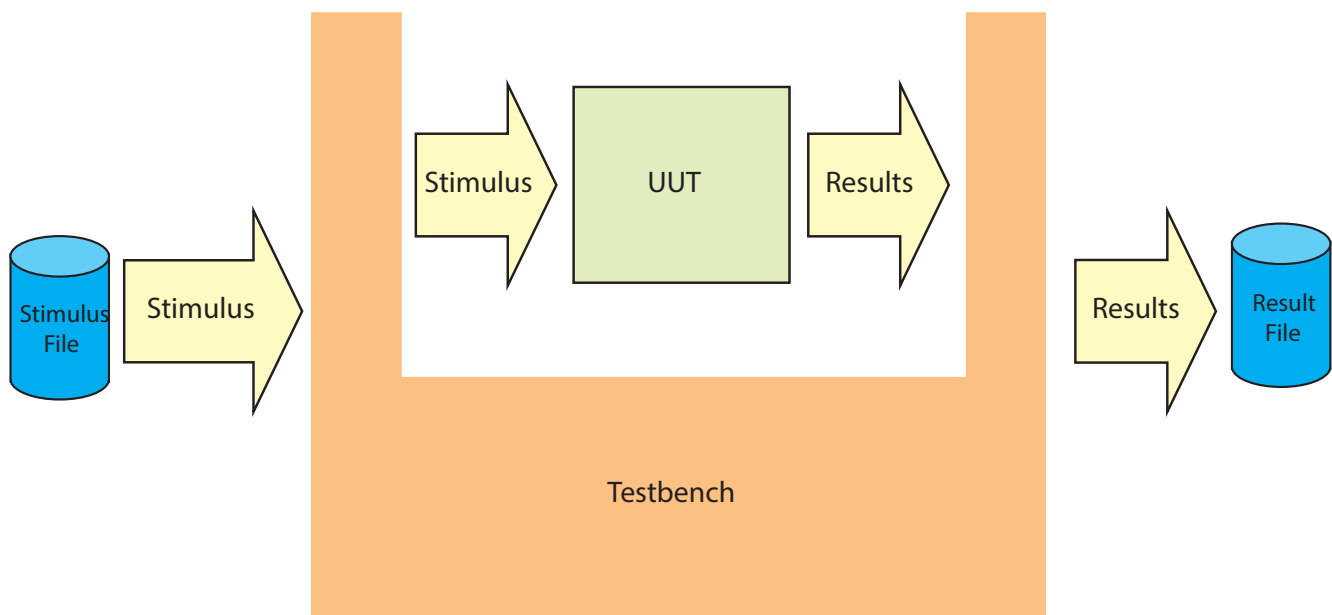 Stimulus
File
Stimulus
Stimulus
UUT
Results
Results
Result
File
Testbench